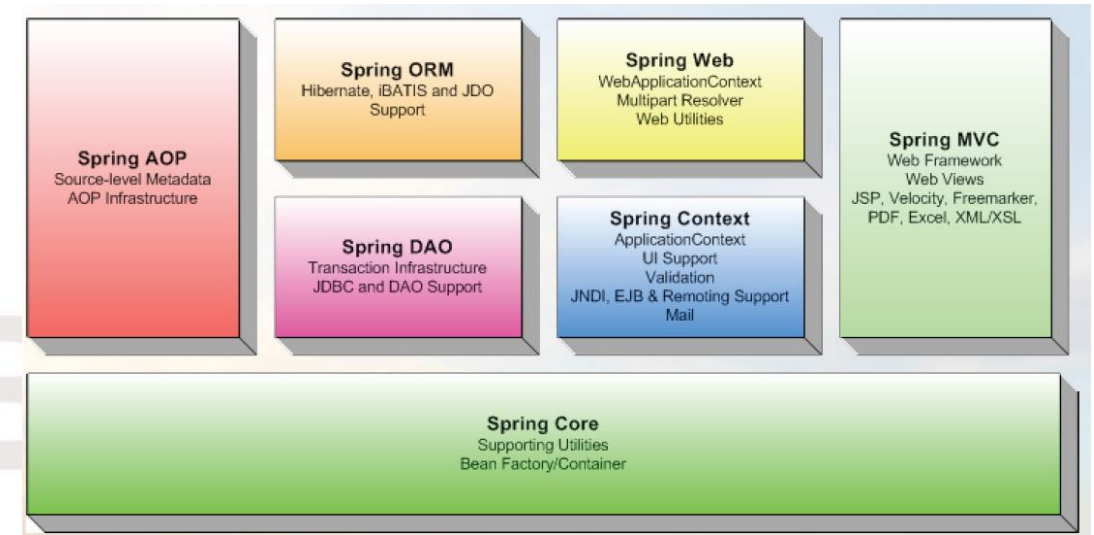 Spring AOP
Source-level Metadata
AOP Infrastructure
Spring ORM
Hibernate, iBATIS and JDO
Support
Spring Web
WebApplicationContext
Multipart Resolver
Web Utilities
Spring MVC
Web Framework
Web Views
JSP, Velocity, Freemarker,
PDF, Excel, XML/XSL
Spring DAO
Transaction Infrastructure
JDBC and DAO Support
Spring Context
ApplicationContext
UI Support
Validation
JNDI, EJB & Remoting Support
Mail
Spring Core
Supporting Utilities
Bean Factory/Container